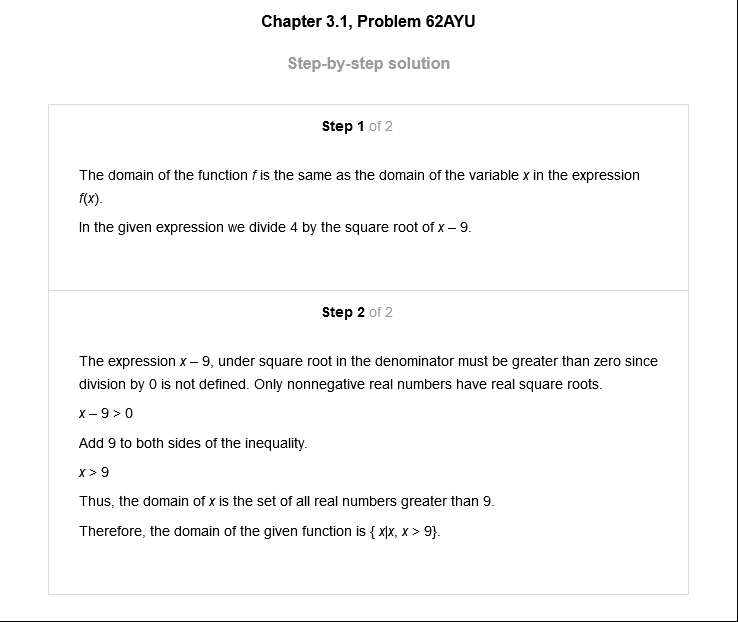 Chapter 3.1, Problem 62AYU
Step-by-step solution
Step 1 of 2
The domain of the function f is the same as the domain of the variable x in the expression
f(x).
In the given expression we divide 4 by the square root of x – 9.
Step 2 of 2
The expression x – 9, under square root in the denominator must be greater than zero since
division by 0 is not defined. Only nonnegative real numbers have real square roots.
x – 9 > 0
Add 9 to both sides of the inequality.
x > 9
Thus, the domain of x is the set of all real numbers greater than 9.
Therefore, the domain of the given function is { x|x, x > 9}.